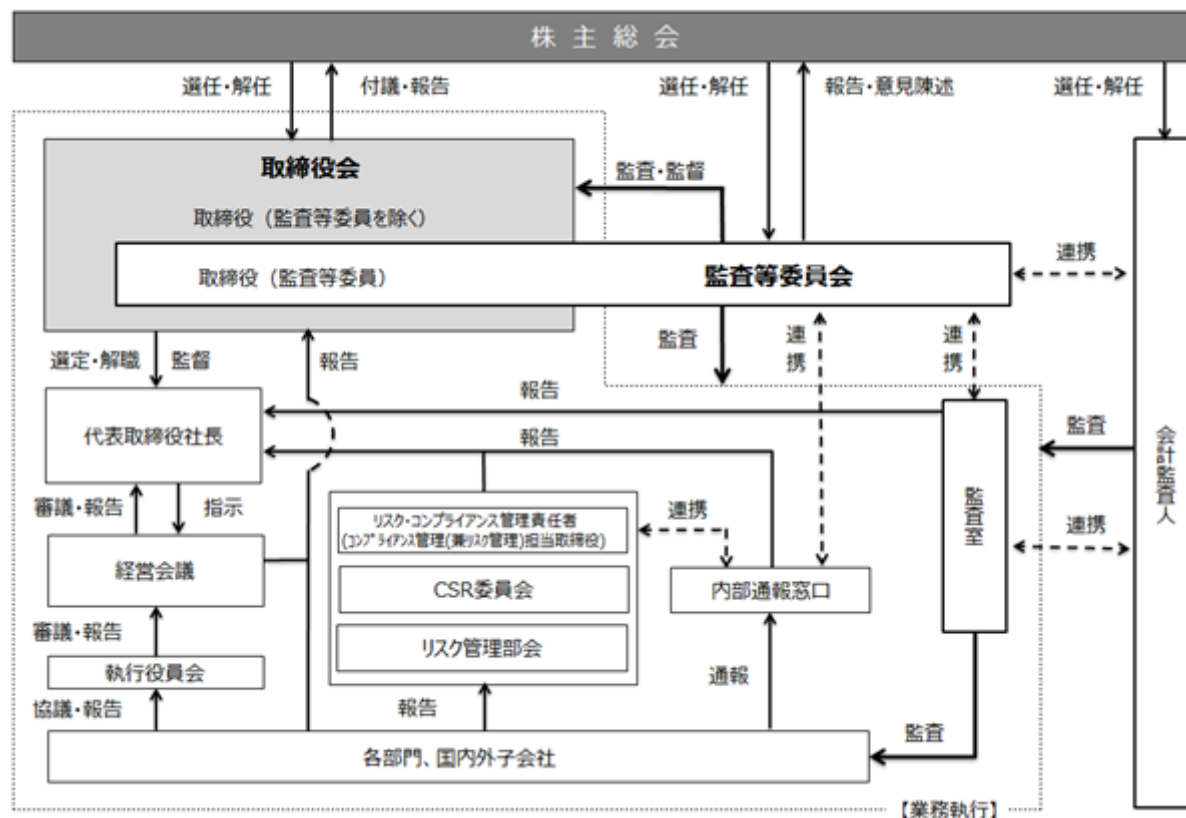 株主総会
選任・解任
付議・報告
選任・解任
報告・意見陳述
選任・解任
取締役会
監査・監督
取締役（監査等委員を除く）
取締役（監査等委員）
監査等委員会
連携
選定・解職
監督
報告
監査
連携
連携
報告
代表取締役社長
報告
監査
会計監査人
審議・報告
指示
リスク・コンプライアンス管理責任者
(コンプライアンス管理(兼リスク管理)担当取締役)
連携
監査室
連携
経営会議
CSR委員会
内部通報窓口
審議・報告
リスク管理部会
執行役員会
通報
協議・報告
報告
監査
各部門、国内外子会社
【業務執行】